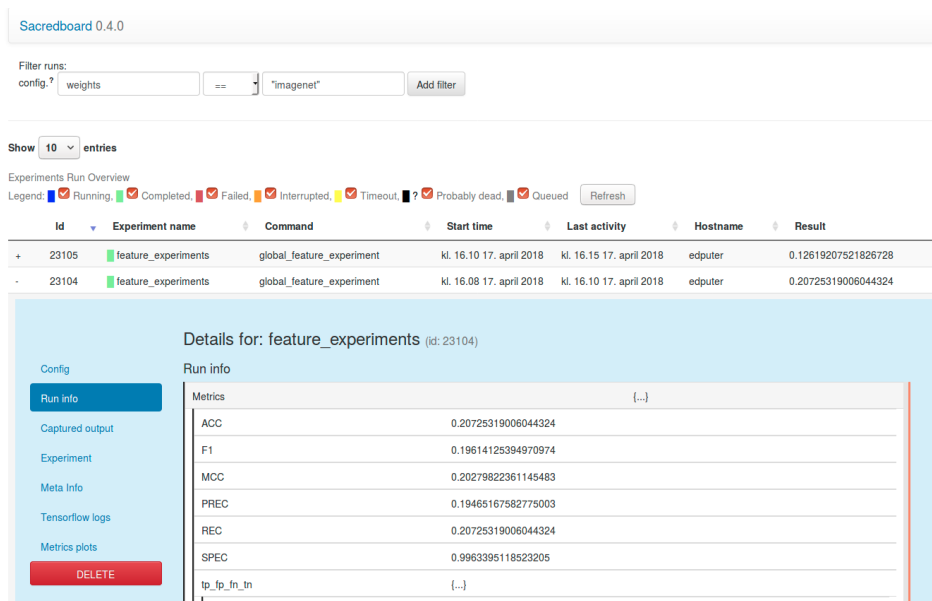 Sacredboard 0.4.0
Filter runs:
config.? weights == "imagenet" Add filter
Show 10 entries
Experiments Run Overview
Legend: Running, Completed, Failed, Interrupted, Timeout, ? Probably dead, Queued Refresh
Id Experiment name Command Start time Last activity Hostname Result
+ 23105 feature_experiments global_feature_experiment kl. 16.10 17. april 2018 kl. 16.15 17. april 2018 edputer 0.12619207521826728
- 23104 feature_experiments global_feature_experiment kl. 16.08 17. april 2018 kl. 16.10 17. april 2018 edputer 0.20725319006044324
Details for: feature_experiments (id: 23104)
Config
Run info
Captured output
Experiment
Meta Info
Tensorflow logs
Metrics plots
DELETE
Run info
Metrics {...}
ACC 0.20725319006044324
F1 0.19614125394970974
MCC 0.20279822361145483
PREC 0.19465167582775003
REC 0.20725319006044324
SPEC 0.9963395118523205
tp_fp_fn_tn {...}